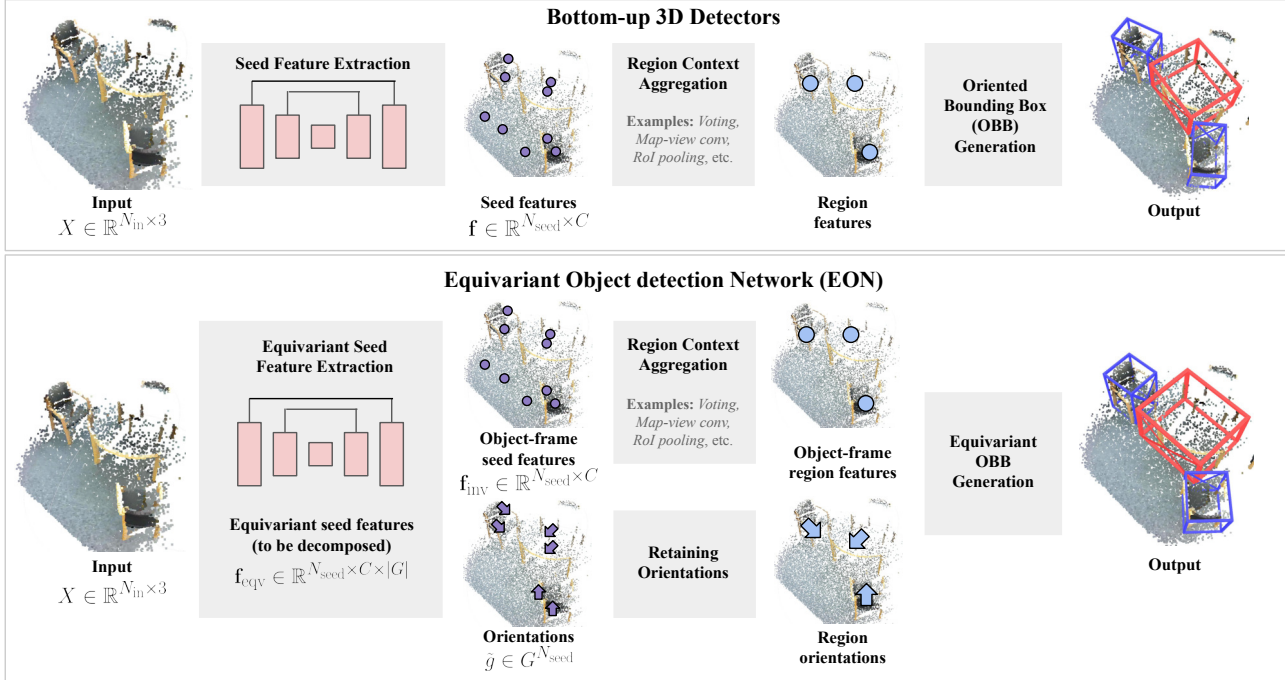 Bottom-up 3D Detectors
Seed Feature Extraction
Region Context
Aggregation
Examples: Voting,
Map-view conv,
RoI pooling, etc.
Oriented
Bounding Box
(OBB)
Generation
Input
X ∈ ℝ^{N_in×3}
Seed features
f ∈ ℝ^{N_seed×C}
Region
features
Output
Equivariant Object detection Network (EON)
Equivariant Seed
Feature Extraction
Equivariant seed features
(to be decomposed)
f_eqv ∈ ℝ^{N_seed×C×|G|}
Input
X ∈ ℝ^{N_in×3}
Object-frame
seed features
f_inv ∈ ℝ^{N_seed×C}
Region Context
Aggregation
Examples: Voting,
Map-view conv,
RoI pooling, etc.
Object-frame
region features
Orientations
g̃ ∈ G^{N_seed}
Retaining
Orientations
Region
orientations
Equivariant
OBB
Generation
Output